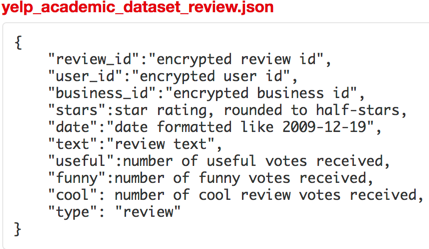 yelp_academic_dataset_review.json
{
"review_id":"encrypted review id",
"user_id":"encrypted user id",
"business_id":"encrypted business id",
"stars":star rating, rounded to half-stars,
"date":"date formatted like 2009-12-19",
"text":"review text",
"useful":number of useful votes received,
"funny":number of funny votes received,
"cool": number of cool review votes received,
"type": "review"
}